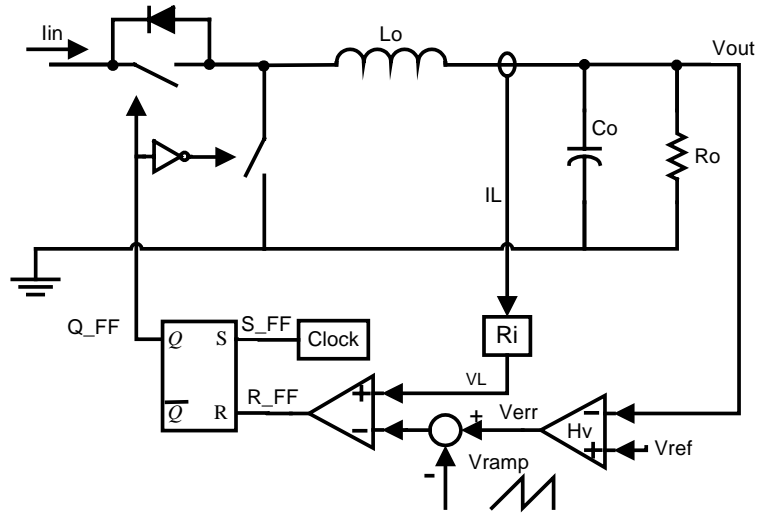 Iin
Lo
Vout
Co
Ro
IL
Q_FF
S_FF
Clock
Ri
Q
S
R_FF
VL
Q
R
+
-
+
Verr
-
Hv
+
Vref
Vramp
-